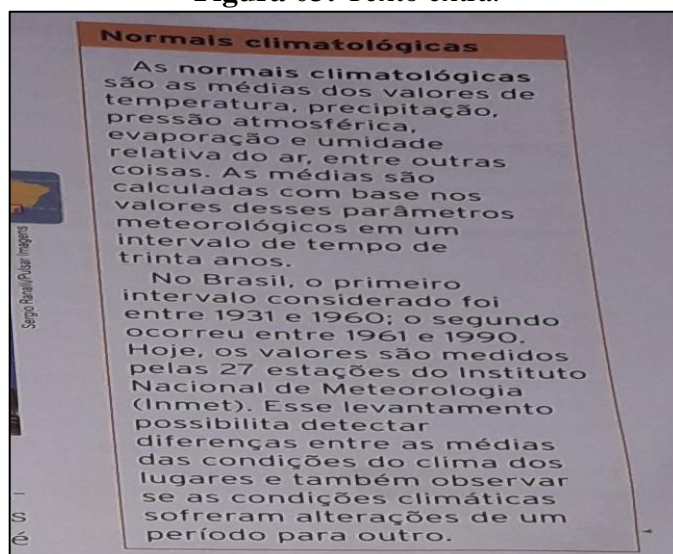 Normais climatológicas
As normais climatológicas
são as médias dos valores de
temperatura, precipitação,
pressão atmosférica,
evaporação e umidade
relativa do ar, entre outras
coisas. As médias são
calculadas com base nos
valores desses parâmetros
meteorológicos em um
intervalo de tempo de
trinta anos.
No Brasil, o primeiro
intervalo considerado foi
entre 1931 e 1960; o segundo
ocorreu entre 1961 e 1990.
Hoje, os valores são medidos
pelas 27 estações do Instituto
Nacional de Meteorologia
(Inmet). Esse levantamento
possibilita detectar
diferenças entre as médias
das condições do clima dos
lugares e também observar
se as condições climáticas
sofreram alterações de um
período para outro.
Sergio Ranalli/Pulsar Imagens
s
é